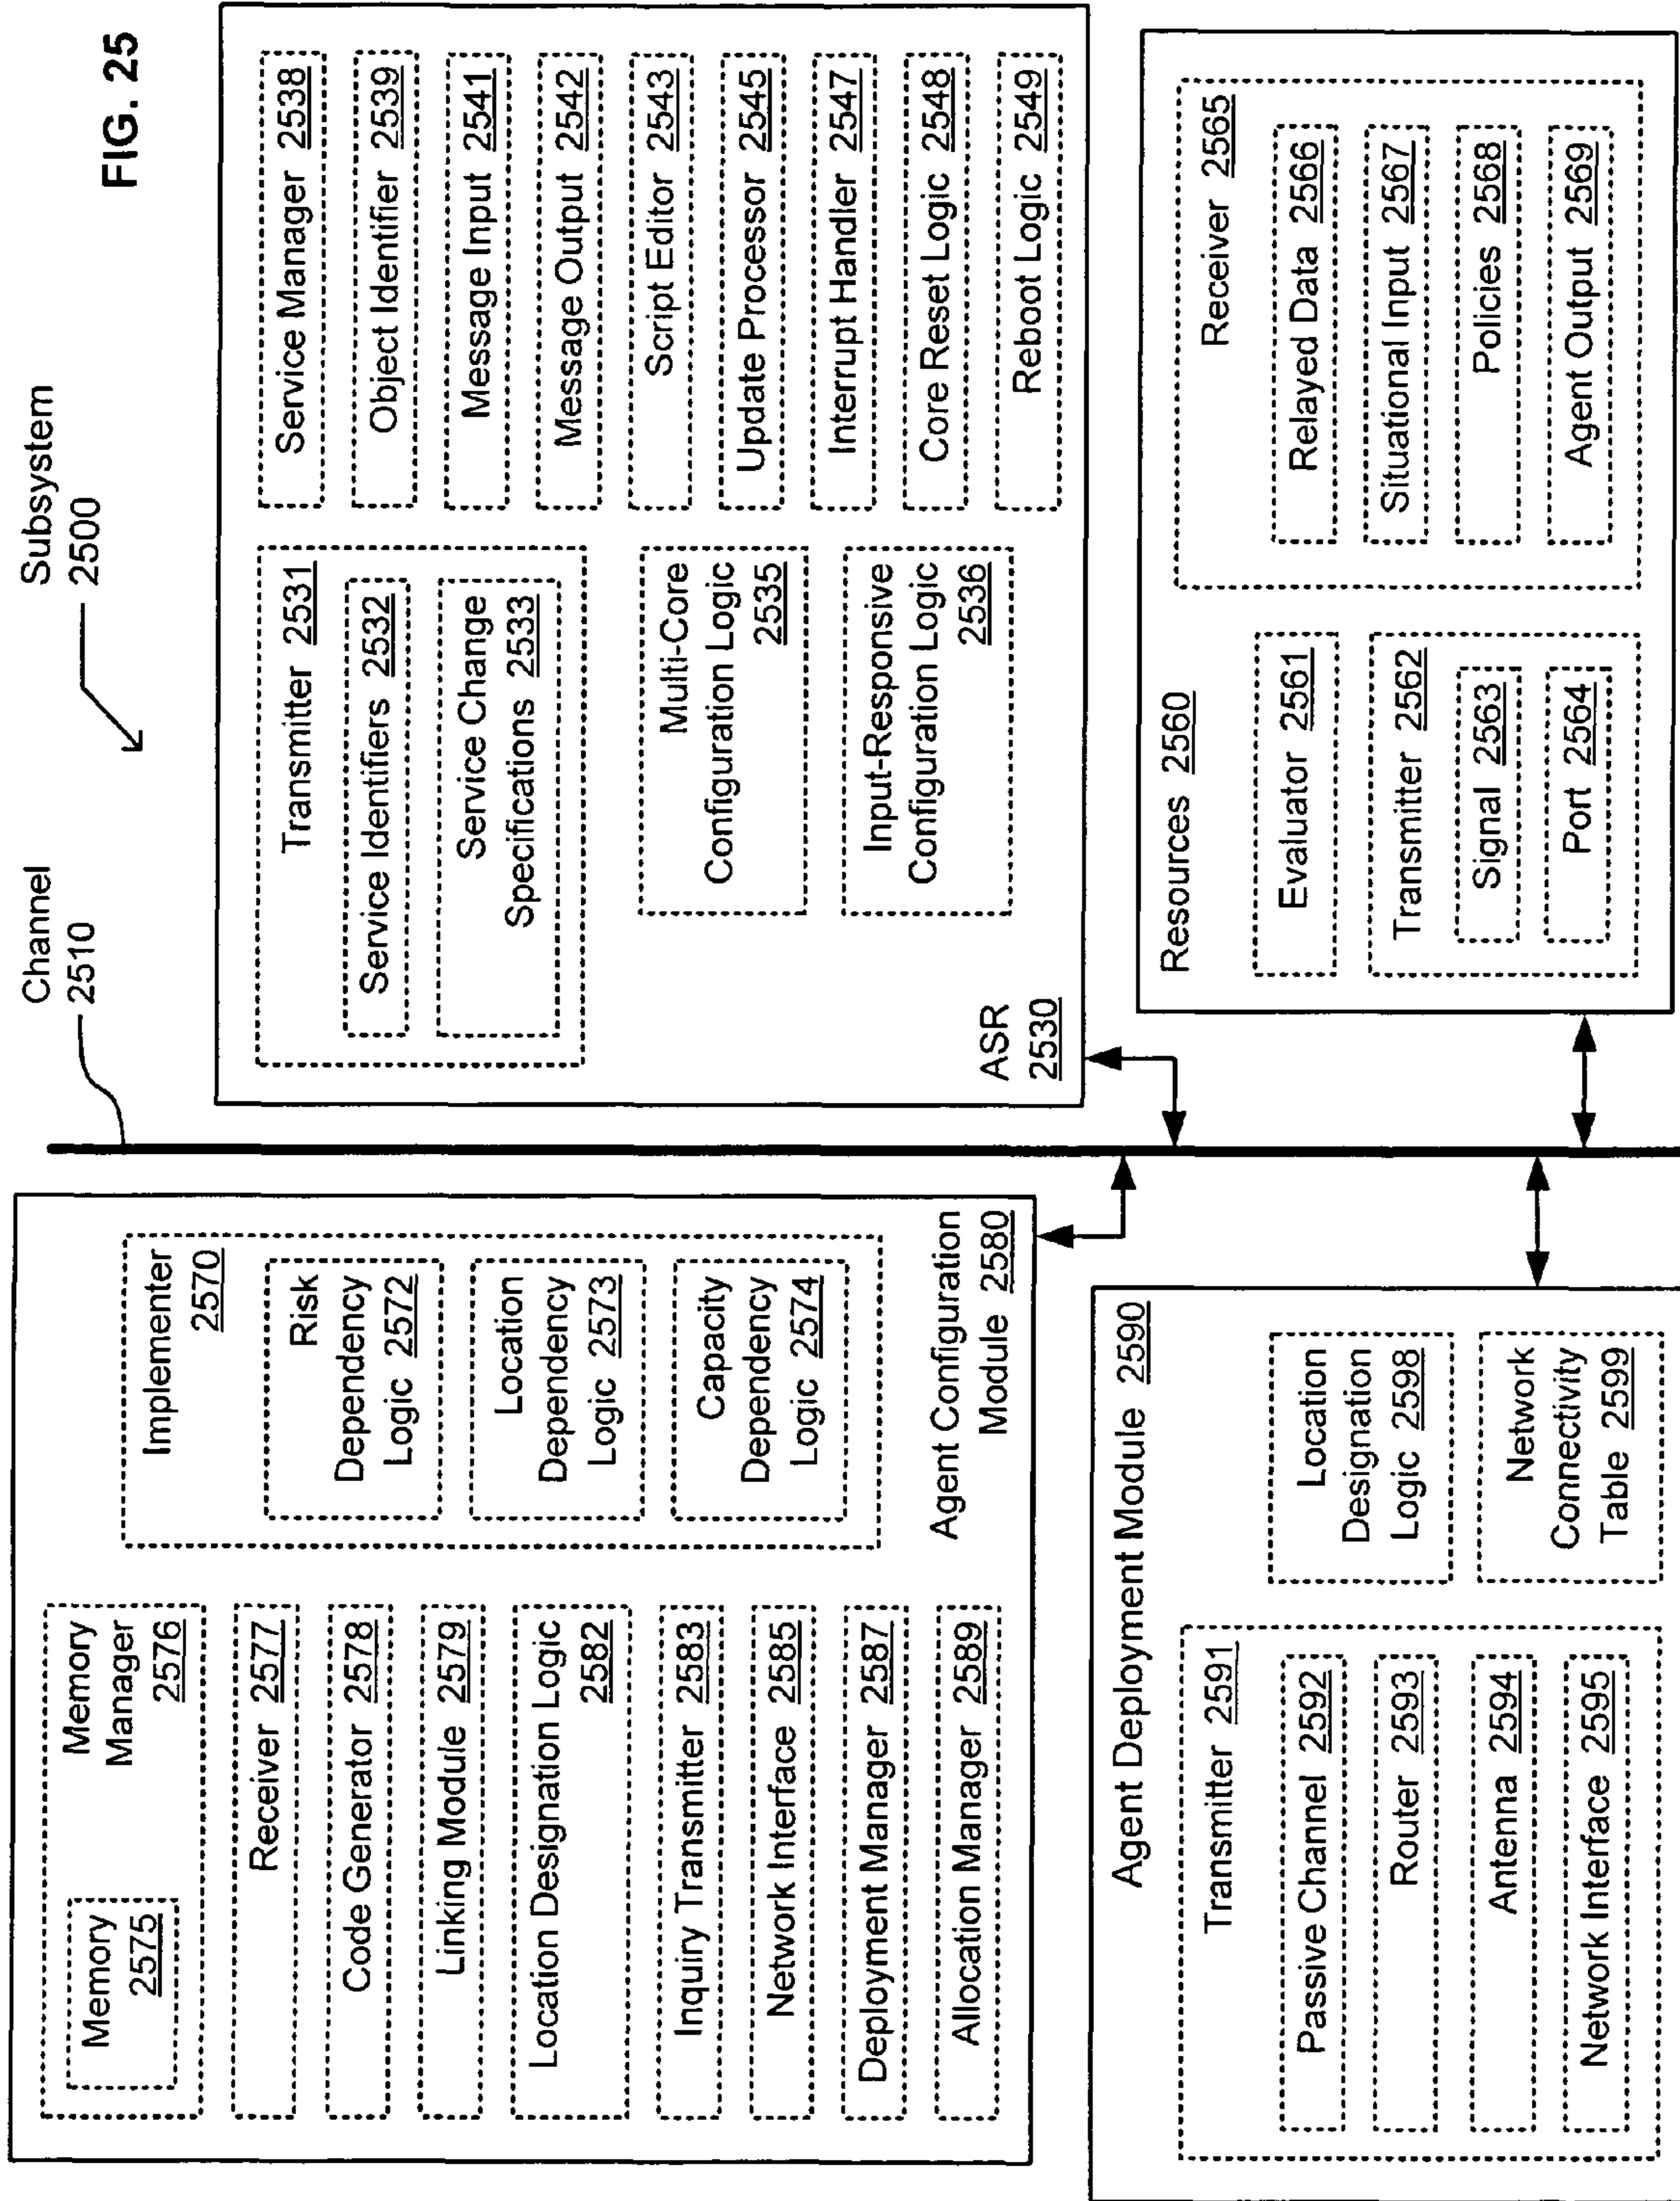 FIG. 25
Subsystem
2500
Channel
2510
Memory
Manager
2576
Memory
2575
Receiver 2577
Code Generator 2578
Linking Module 2579
Location Designation Logic
2582
Inquiry Transmitter 2583
Network Interface 2585
Deployment Manager 2587
Allocation Manager 2589
Implementer
2570
Risk
Dependency
Logic 2572
Location
Dependency
Logic 2573
Capacity
Dependency
Logic 2574
Agent Configuration
Module 2580
Transmitter 2531
Service Identifiers 2532
Service Change
Specifications 2533
Multi-Core
Configuration Logic
2535
Input-Responsive
Configuration Logic
2536
ASR
2530
Service Manager 2538
Object Identifier 2539
Message Input 2541
Message Output 2542
Script Editor 2543
Update Processor 2545
Interrupt Handler 2547
Core Reset Logic 2548
Reboot Logic 2549
Agent Deployment Module 2590
Transmitter 2591
Passive Channel 2592
Router 2593
Antenna 2594
Network Interface 2595
Location
Designation
Logic 2598
Network
Connectivity
Table 2599
Resources 2560
Evaluator 2561
Transmitter 2562
Signal 2563
Port 2564
Receiver 2565
Relayed Data 2566
Situational Input 2567
Policies 2568
Agent Output 2569